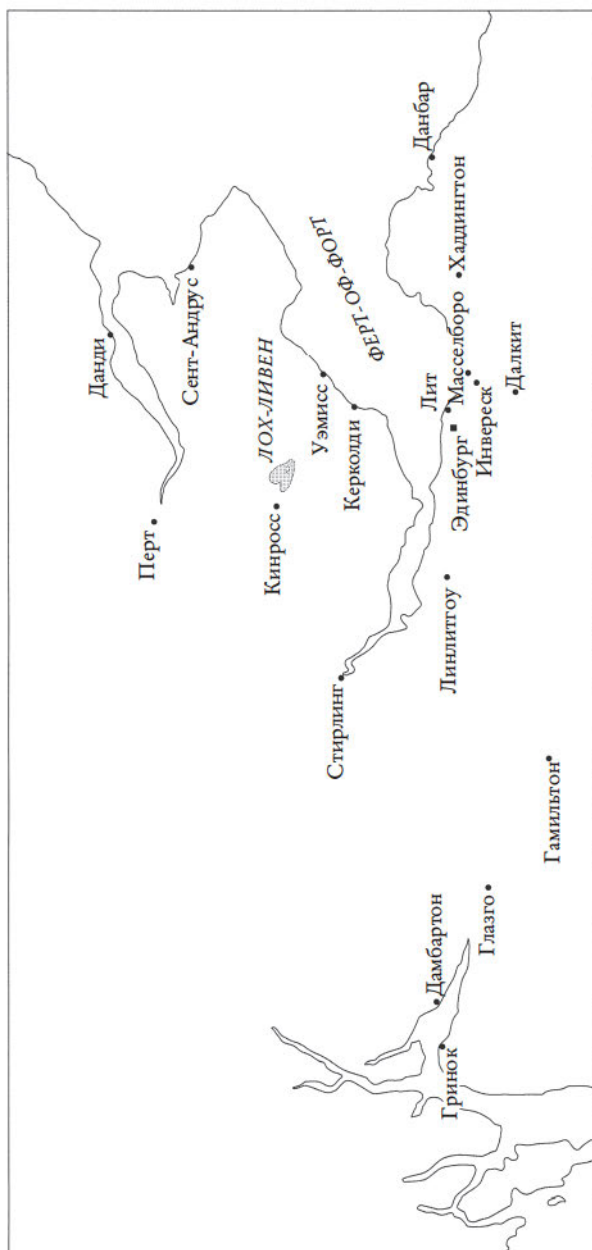 Данди
Сент-Андрус
Перт
ЛОХ-ЛИВЕН
Кинросс
Уэмисс
Керколди
ФЕРТ-ОФ-ФОРТ
Данбар
Стирлинг
Лит
Масселборо
Хаддингтон
Эдинбург
Инвереск
Далкит
Линлитгоу
Дамбартон
Гринок
Глазго
Гамильтон